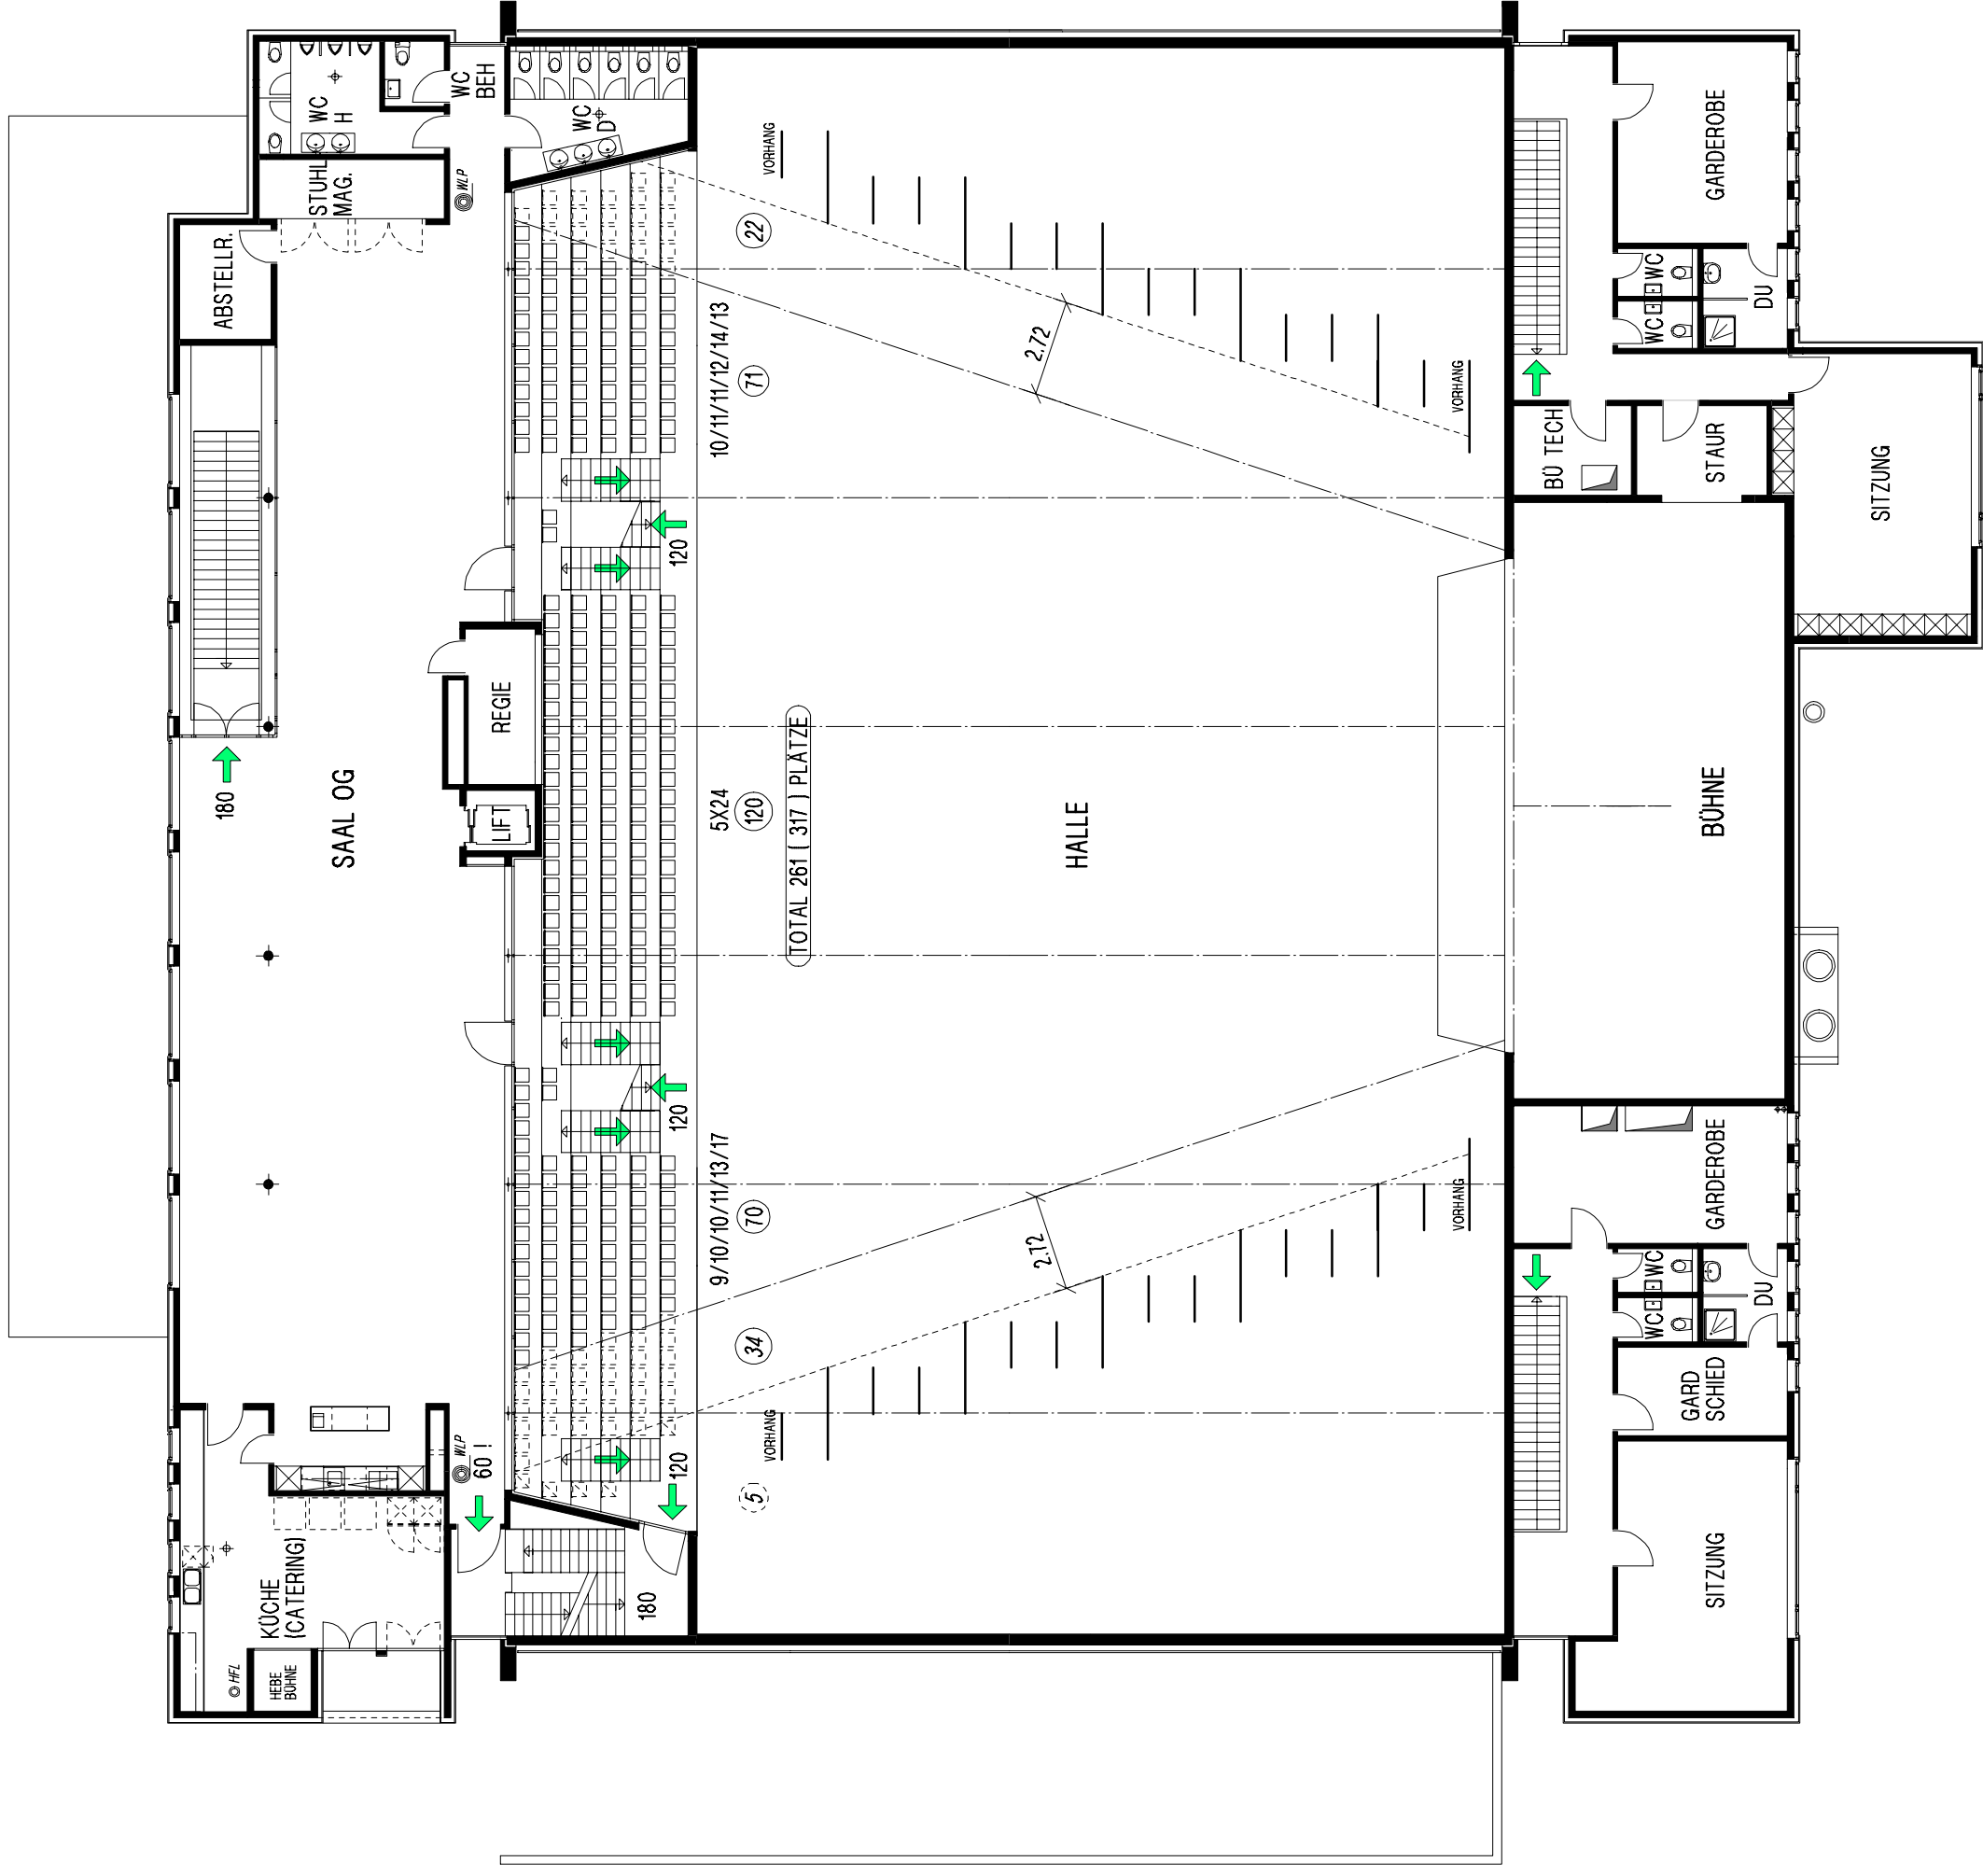 WC
H
WC
BEH
WC
D
STUHL
MAG.
WLP
ABSTELLR.
VORHANG
22
10/11/11/12/14/13
71
2.72
VORHANG
GARDEROBE
WC
WC
DU
BÜ TECH
STAUR
SITZUNG
120
REGIE
LIFT
180
SAAL OG
5X24
120
TOTAL 261 ( 317 ) PLÄTZE
HALLE
BÜHNE
120
9/10/10/10/11/13/17
70
2.72
34
VORHANG
VORHANG
GARDEROBE
WC
WC
DU
GARD
SCHIED
SITZUNG
WLP
60 !
120
5
180
KÜCHE
(CATERING)
HFL
HEBE
BÜHNE